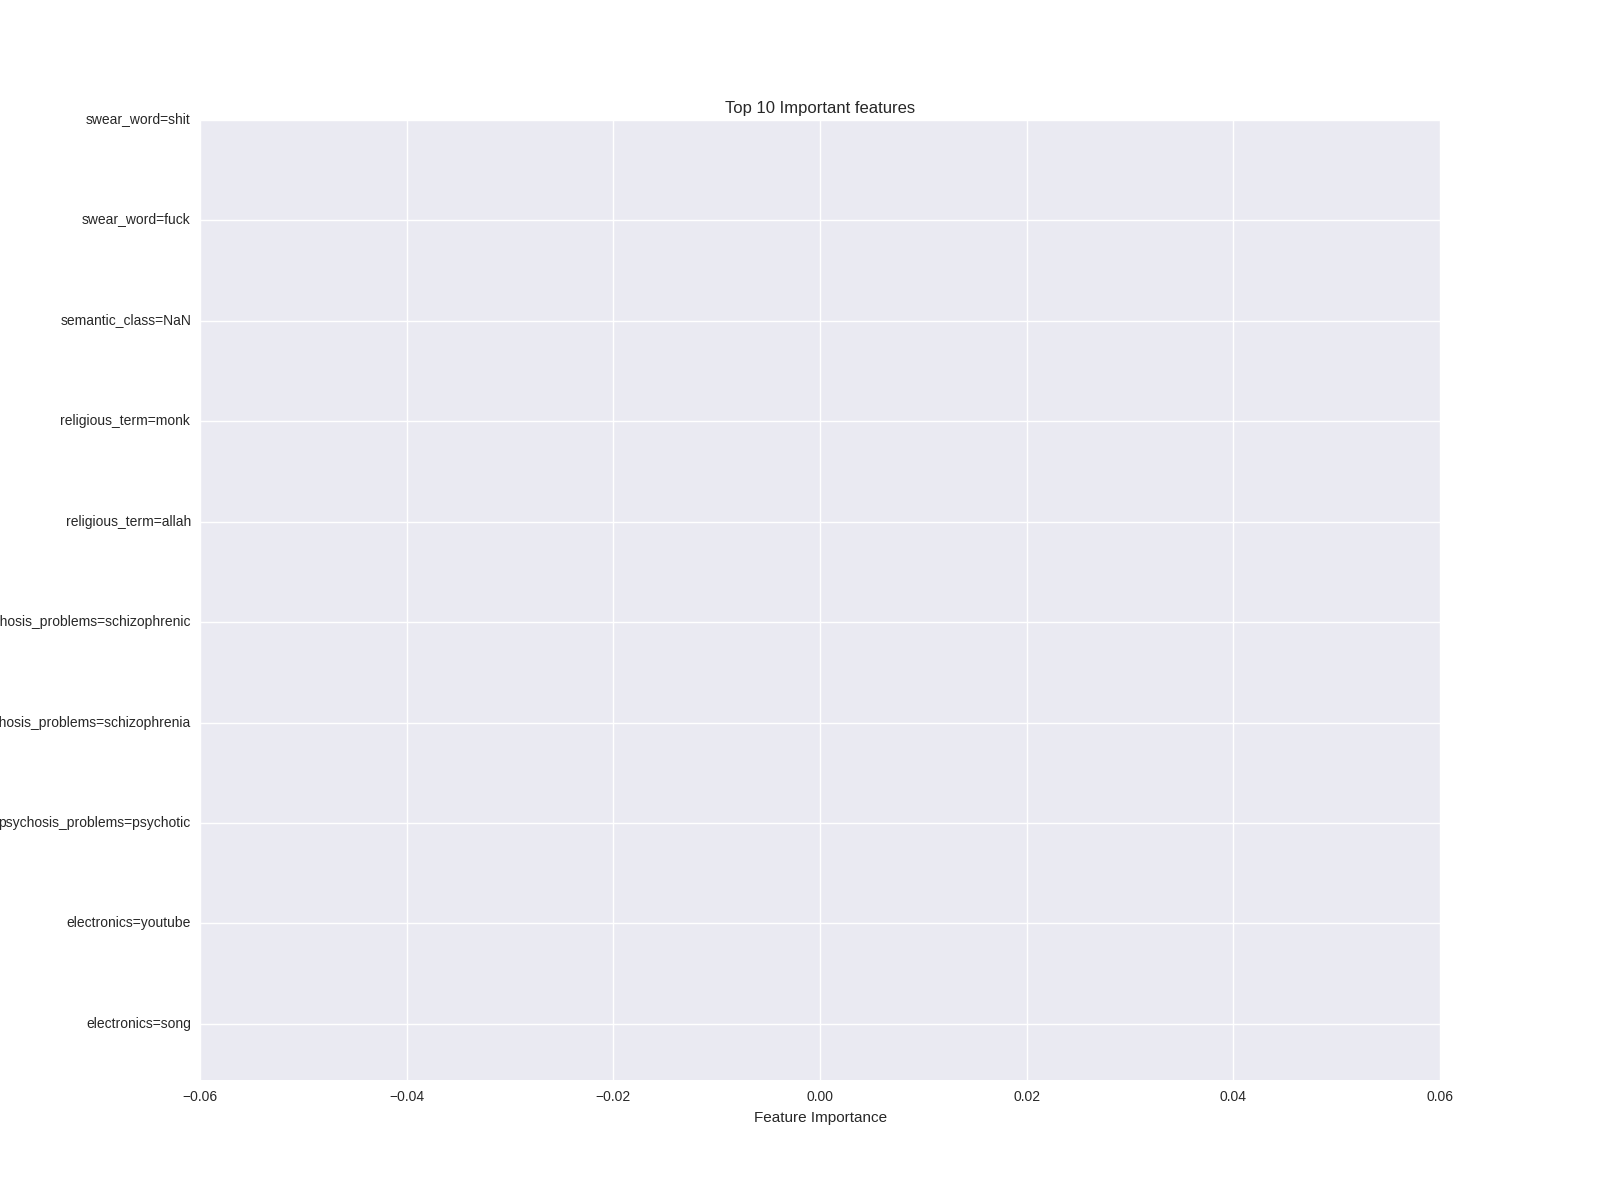 Top 10 Important features
swear_word=shit
swear_word=fuck
semantic_class=NaN
religious_term=monk
religious_term=allah
hosis_problems=schizophrenic
hosis_problems=schizophrenia
psychosis_problems=psychotic
electronics=youtube
electronics=song
−0.06 −0.04 −0.02 0.00 0.02 0.04 0.06
Feature Importance